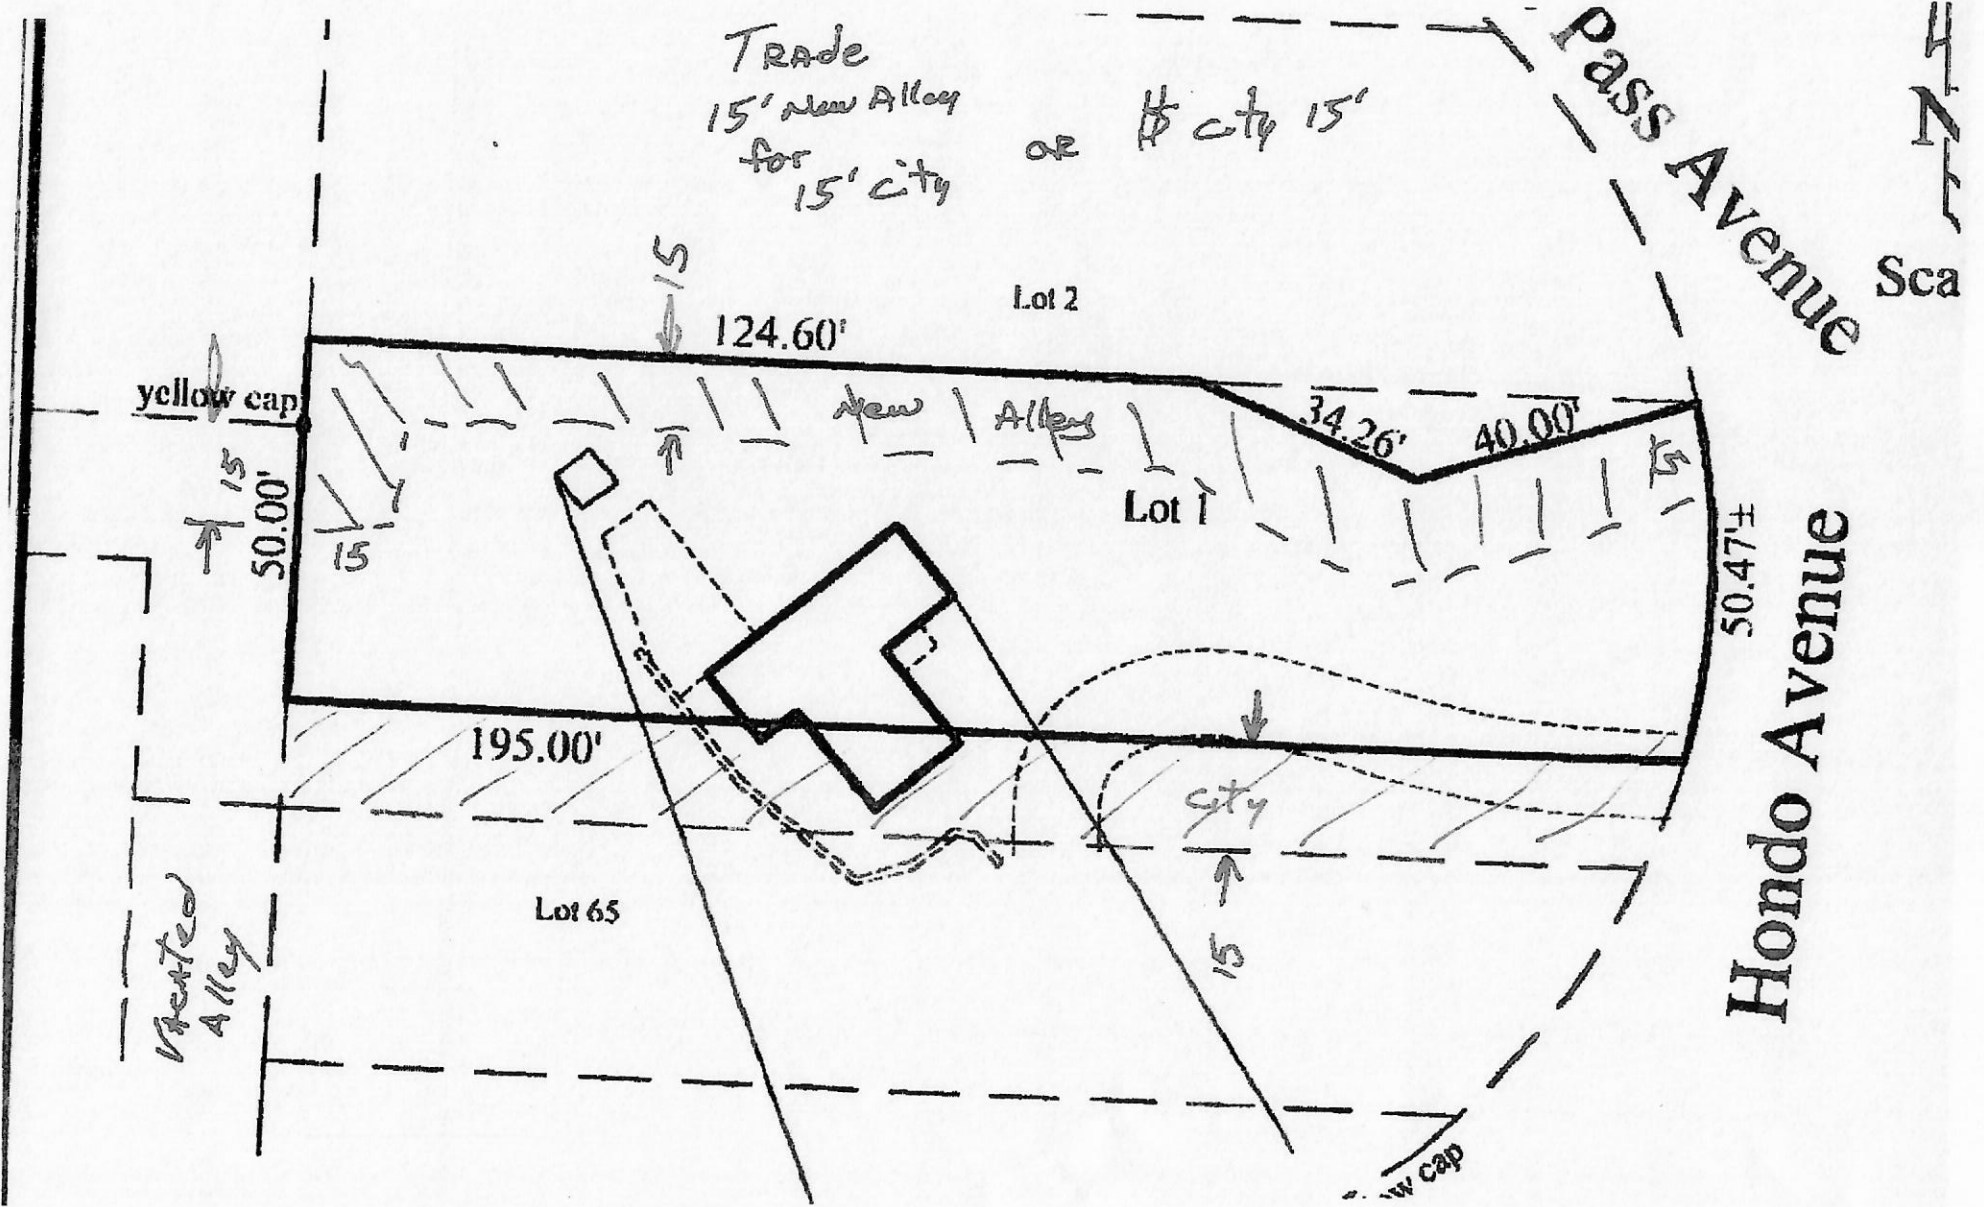 TRADE
15' New Alley
for
15' city
OR
$ city 15'
Pass Avenue
N
Sca
15
Lot 2
124.60'
yellow cap
New Alley
34.26'
40.00'
15
15
50.00'
15
Lot 1
50.47'±
Hondo Avenue
195.00'
city
15
Lot 65
Vacated
Alley
w cap